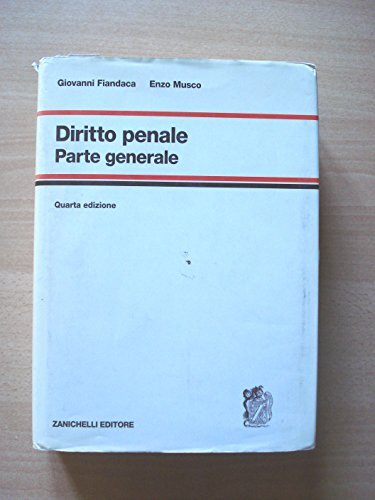 Giovanni Fiandaca Enzo Musco
Diritto penale
Parte generale
Quarta edizione
ZANICHELLI EDITORE